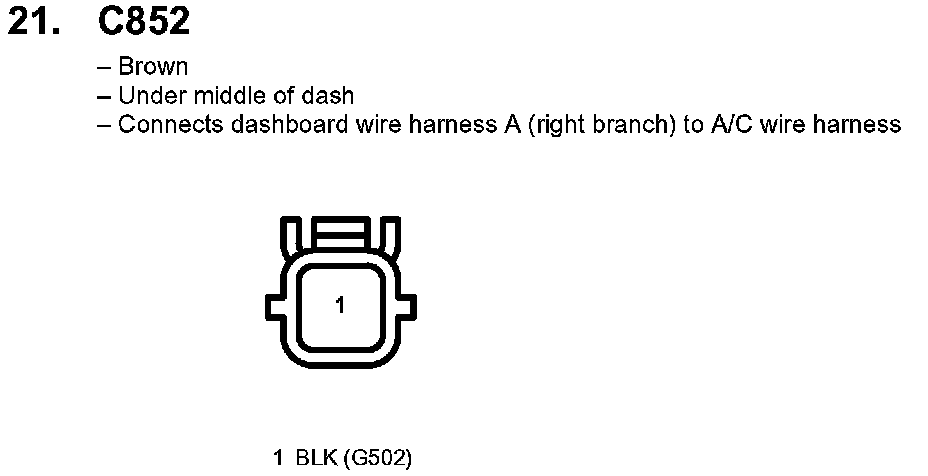 21. C852
– Brown
– Under middle of dash
– Connects dashboard wire harness A (right branch) to A/C wire harness
1
1 BLK (G502)